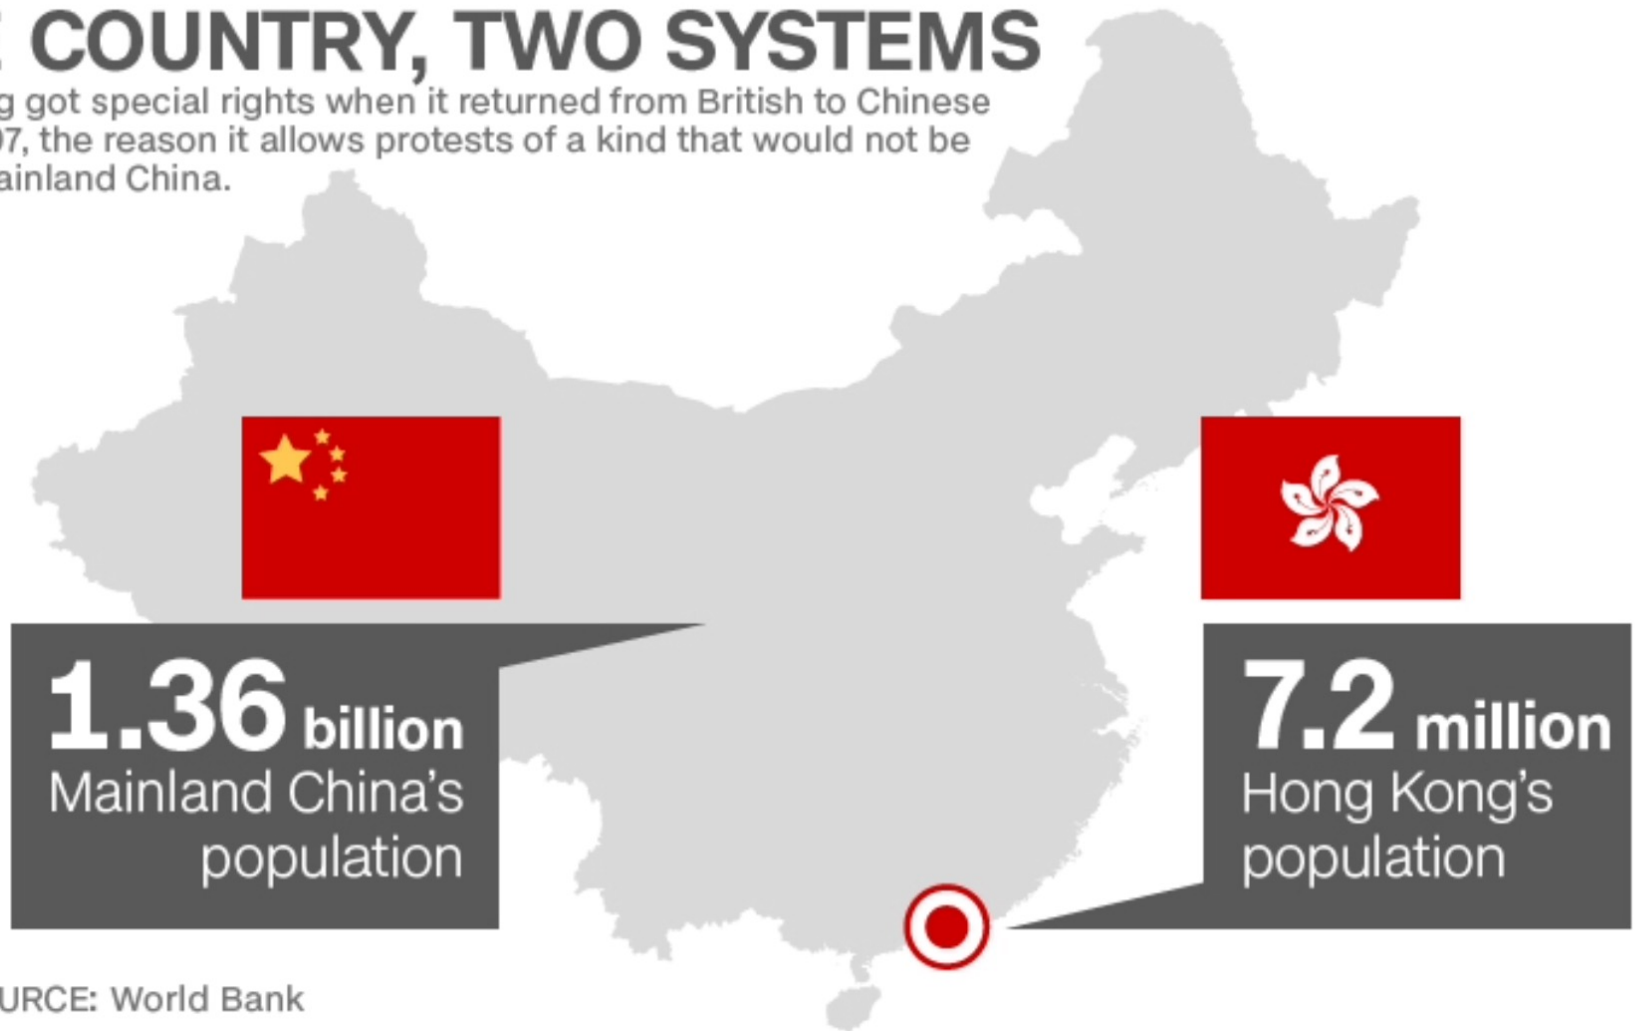 COUNTRY, TWO SYSTEMS
g got special rights when it returned from British to Chinese
97, the reason it allows protests of a kind that would not be
ainland China.
1.36 billion
Mainland China's
population
7.2 million
Hong Kong's
population
URCE: World Bank